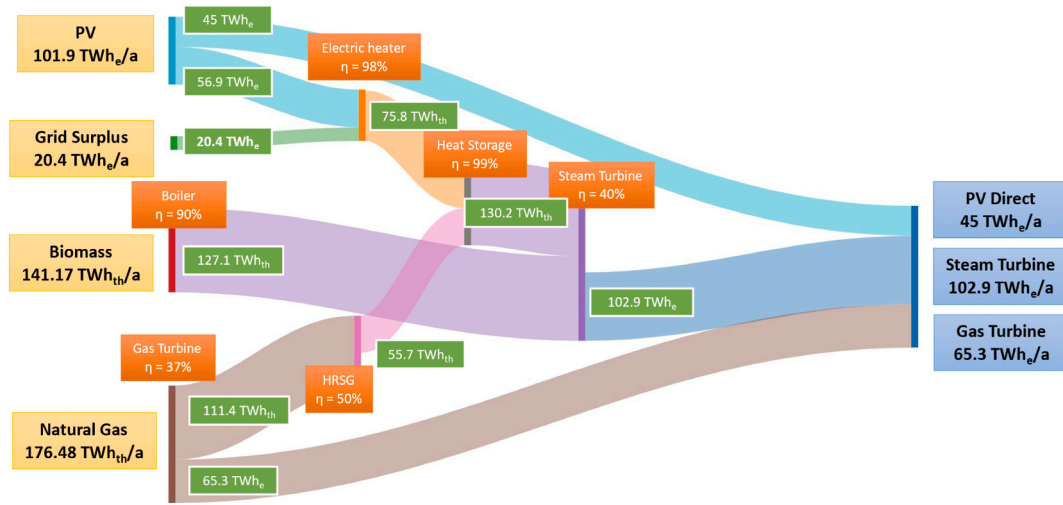 PV
101.9 TWhₑ/a
45 TWhₑ
56.9 TWhₑ
Electric heater
η = 98%
75.8 TWhₜₕ
Grid Surplus
20.4 TWhₑ/a
20.4 TWhₑ
Heat Storage
η = 99%
130.2 TWhₜₕ
Steam Turbine
η = 40%
Boiler
η = 90%
Biomass
141.17 TWhₜₕ/a
127.1 TWhₜₕ
102.9 TWhₑ
Gas Turbine
η = 37%
HRSG
η = 50%
55.7 TWhₜₕ
Natural Gas
176.48 TWhₜₕ/a
111.4 TWhₜₕ
65.3 TWhₑ
PV Direct
45 TWhₑ/a
Steam Turbine
102.9 TWhₑ/a
Gas Turbine
65.3 TWhₑ/a